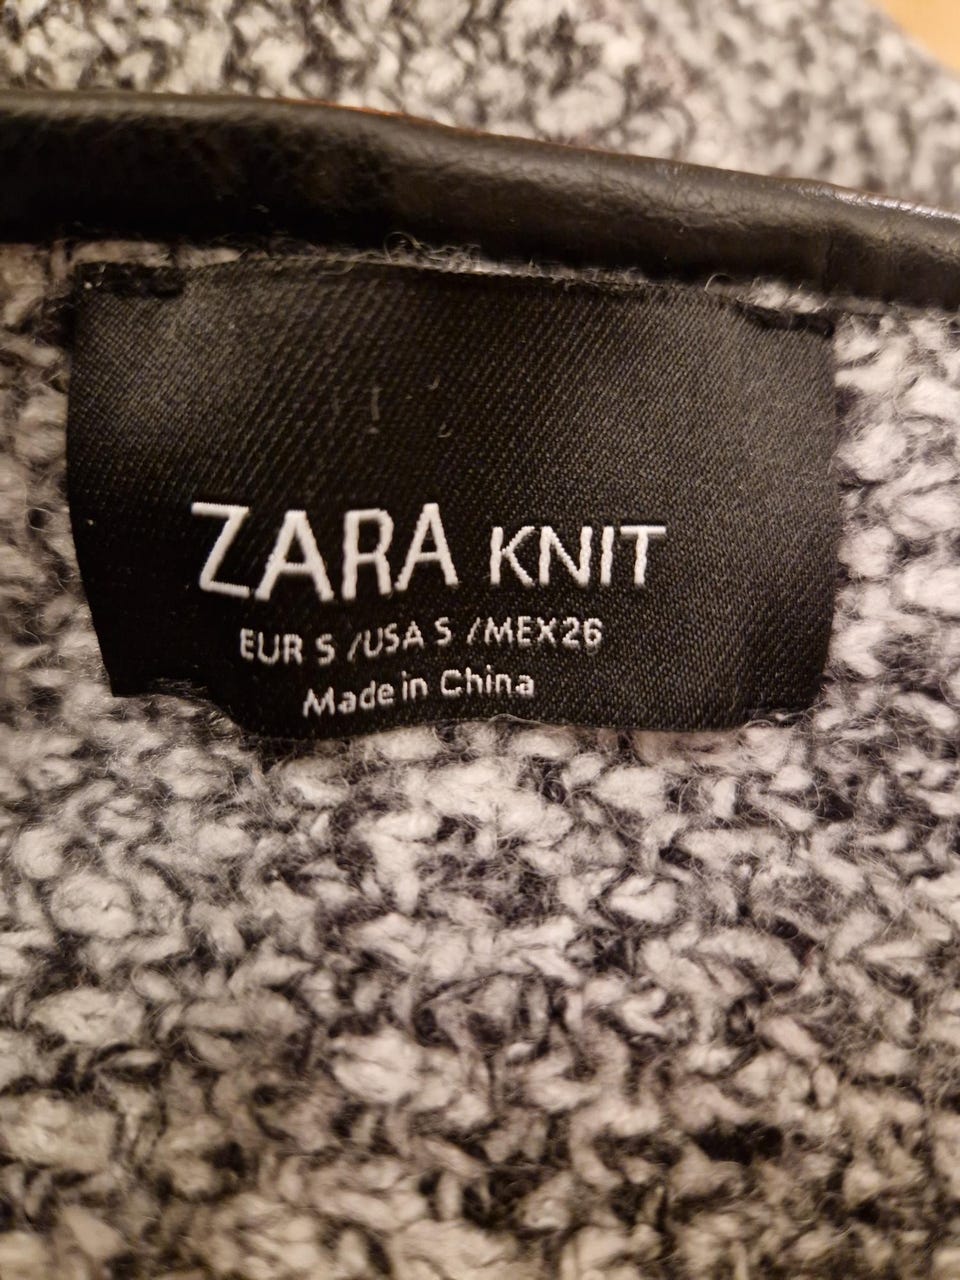 ZARA KNIT
EUR S /USA S /MEX26
Made in China